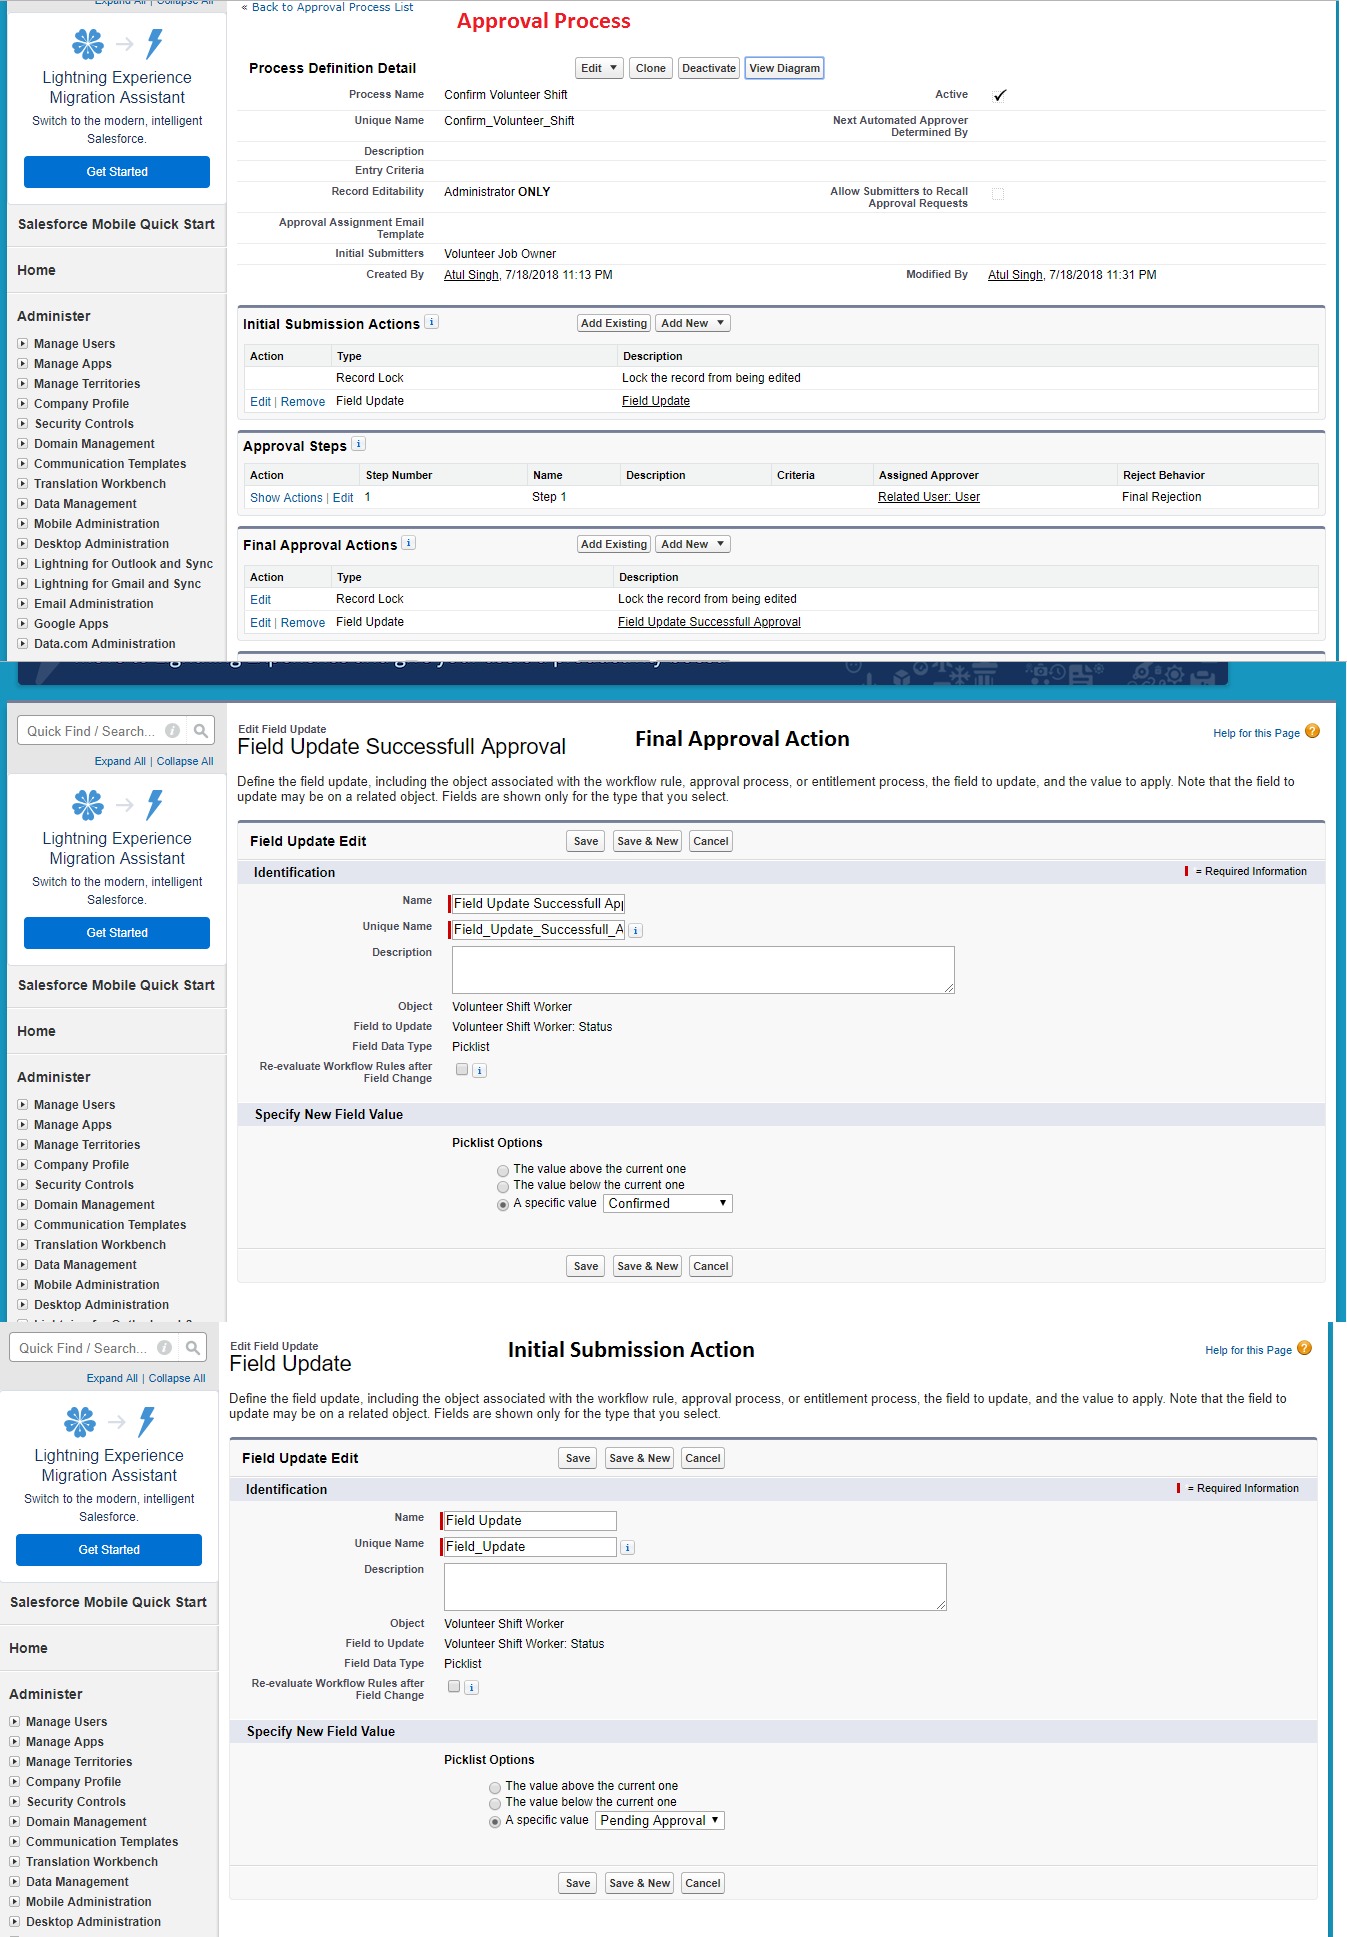 Expand All | Collapse All
Lightning Experience
Migration Assistant
Switch to the modern, intelligent
Salesforce.
Get Started
Salesforce Mobile Quick Start
Home
Administer
Manage Users
Manage Apps
Manage Territories
Company Profile
Security Controls
Domain Management
Communication Templates
Translation Workbench
Data Management
Mobile Administration
Desktop Administration
Lightning for Outlook and Sync
Lightning for Gmail and Sync
Email Administration
Google Apps
Data.com Administration
« Back to Approval Process List
Approval Process
Process Definition Detail Edit Clone Deactivate View Diagram
Process Name Confirm Volunteer Shift Active
Unique Name Confirm_Volunteer_Shift Next Automated Approver
Determined By
Description
Entry Criteria
Record Editability Administrator ONLY Allow Submitters to Recall
Approval Requests
Approval Assignment Email
Template
Initial Submitters Volunteer Job Owner
Created By Atul Singh, 7/18/2018 11:13 PM Modified By Atul Singh, 7/18/2018 11:31 PM
Initial Submission Actions Add Existing Add New
Action Type Description
Record Lock Lock the record from being edited
Edit | Remove Field Update Field Update
Approval Steps
Action Step Number Name Description Criteria Assigned Approver Reject Behavior
Show Actions | Edit 1 Step 1 Related User: User Final Rejection
Final Approval Actions Add Existing Add New
Action Type Description
Edit Record Lock Lock the record from being edited
Edit | Remove Field Update Field Update Successfull Approval
Quick Find / Search...
Expand All | Collapse All
Lightning Experience
Migration Assistant
Switch to the modern, intelligent
Salesforce.
Get Started
Salesforce Mobile Quick Start
Home
Administer
Manage Users
Manage Apps
Manage Territories
Company Profile
Security Controls
Domain Management
Communication Templates
Translation Workbench
Data Management
Mobile Administration
Desktop Administration
Edit Field Update
Field Update Successfull Approval
Final Approval Action
Help for this Page
Define the field update, including the object associated with the workflow rule, approval process, or entitlement process, the field to update, and the value to apply. Note that the field to
update may be on a related object. Fields are shown only for the type that you select.
Field Update Edit Save Save & New Cancel
Identification = Required Information
Name Field Update Successfull App
Unique Name Field_Update_Successfull_A
Description
Object Volunteer Shift Worker
Field to Update Volunteer Shift Worker: Status
Field Data Type Picklist
Re-evaluate Workflow Rules after
Field Change
Specify New Field Value
Picklist Options
The value above the current one
The value below the current one
A specific value Confirmed
Save Save & New Cancel
Quick Find / Search...
Expand All | Collapse All
Lightning Experience
Migration Assistant
Switch to the modern, intelligent
Salesforce.
Get Started
Salesforce Mobile Quick Start
Home
Administer
Manage Users
Manage Apps
Manage Territories
Company Profile
Security Controls
Domain Management
Communication Templates
Translation Workbench
Data Management
Mobile Administration
Desktop Administration
Edit Field Update
Field Update
Initial Submission Action
Help for this Page
Define the field update, including the object associated with the workflow rule, approval process, or entitlement process, the field to update, and the value to apply. Note that the field to
update may be on a related object. Fields are shown only for the type that you select.
Field Update Edit Save Save & New Cancel
Identification = Required Information
Name Field Update
Unique Name Field_Update
Description
Object Volunteer Shift Worker
Field to Update Volunteer Shift Worker: Status
Field Data Type Picklist
Re-evaluate Workflow Rules after
Field Change
Specify New Field Value
Picklist Options
The value above the current one
The value below the current one
A specific value Pending Approval
Save Save & New Cancel